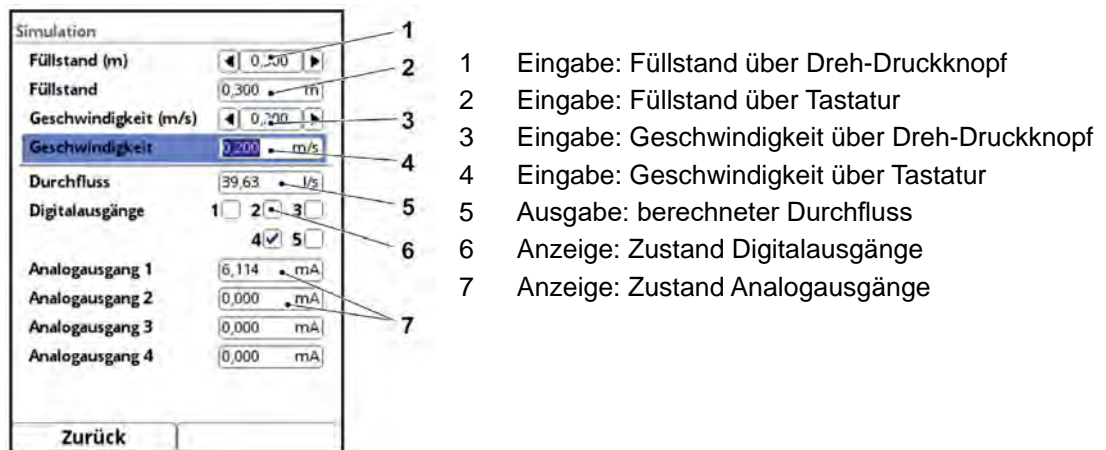 Simulation
Füllstand (m) 0,300
Füllstand 0,300 m
Geschwindigkeit (m/s) 0,200
Geschwindigkeit 0,200 m/s
Durchfluss 39,63 l/s
Digitalausgänge 1 2 3
4 5
Analogausgang 1 6,114 mA
Analogausgang 2 0,000 mA
Analogausgang 3 0,000 mA
Analogausgang 4 0,000 mA
Zurück
1
2
3
4
5
6
7
1 Eingabe: Füllstand über Dreh-Druckknopf
2 Eingabe: Füllstand über Tastatur
3 Eingabe: Geschwindigkeit über Dreh-Druckknopf
4 Eingabe: Geschwindigkeit über Tastatur
5 Ausgabe: berechneter Durchfluss
6 Anzeige: Zustand Digitalausgänge
7 Anzeige: Zustand Analogausgänge